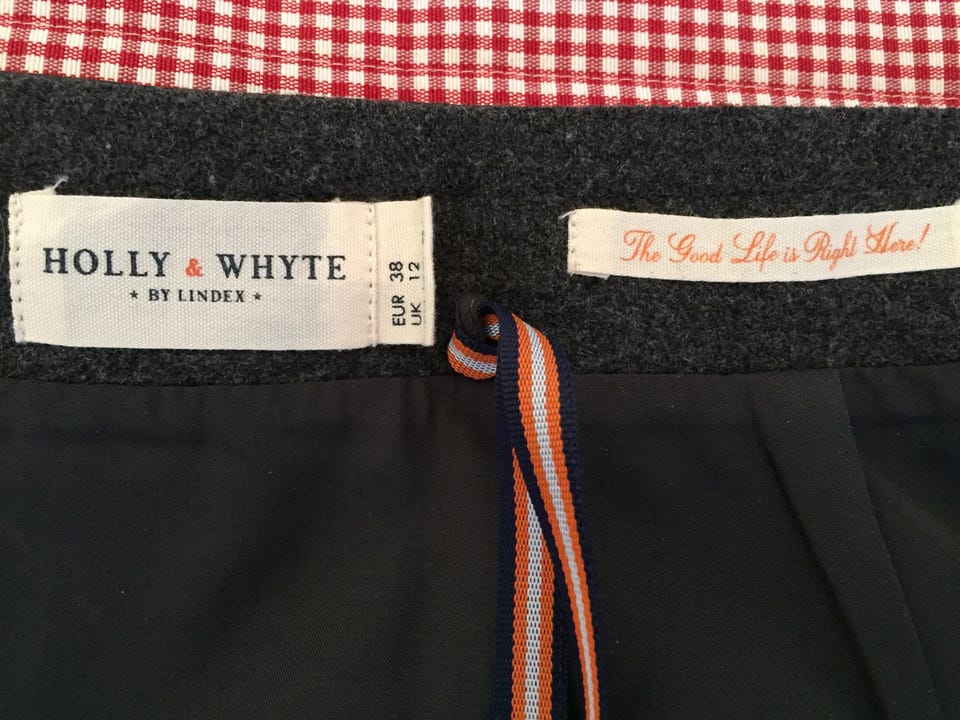 HOLLY & WHYTE
★ BY LINDEX ★
EUR 38
UK 12
The Good Life is Right Here!